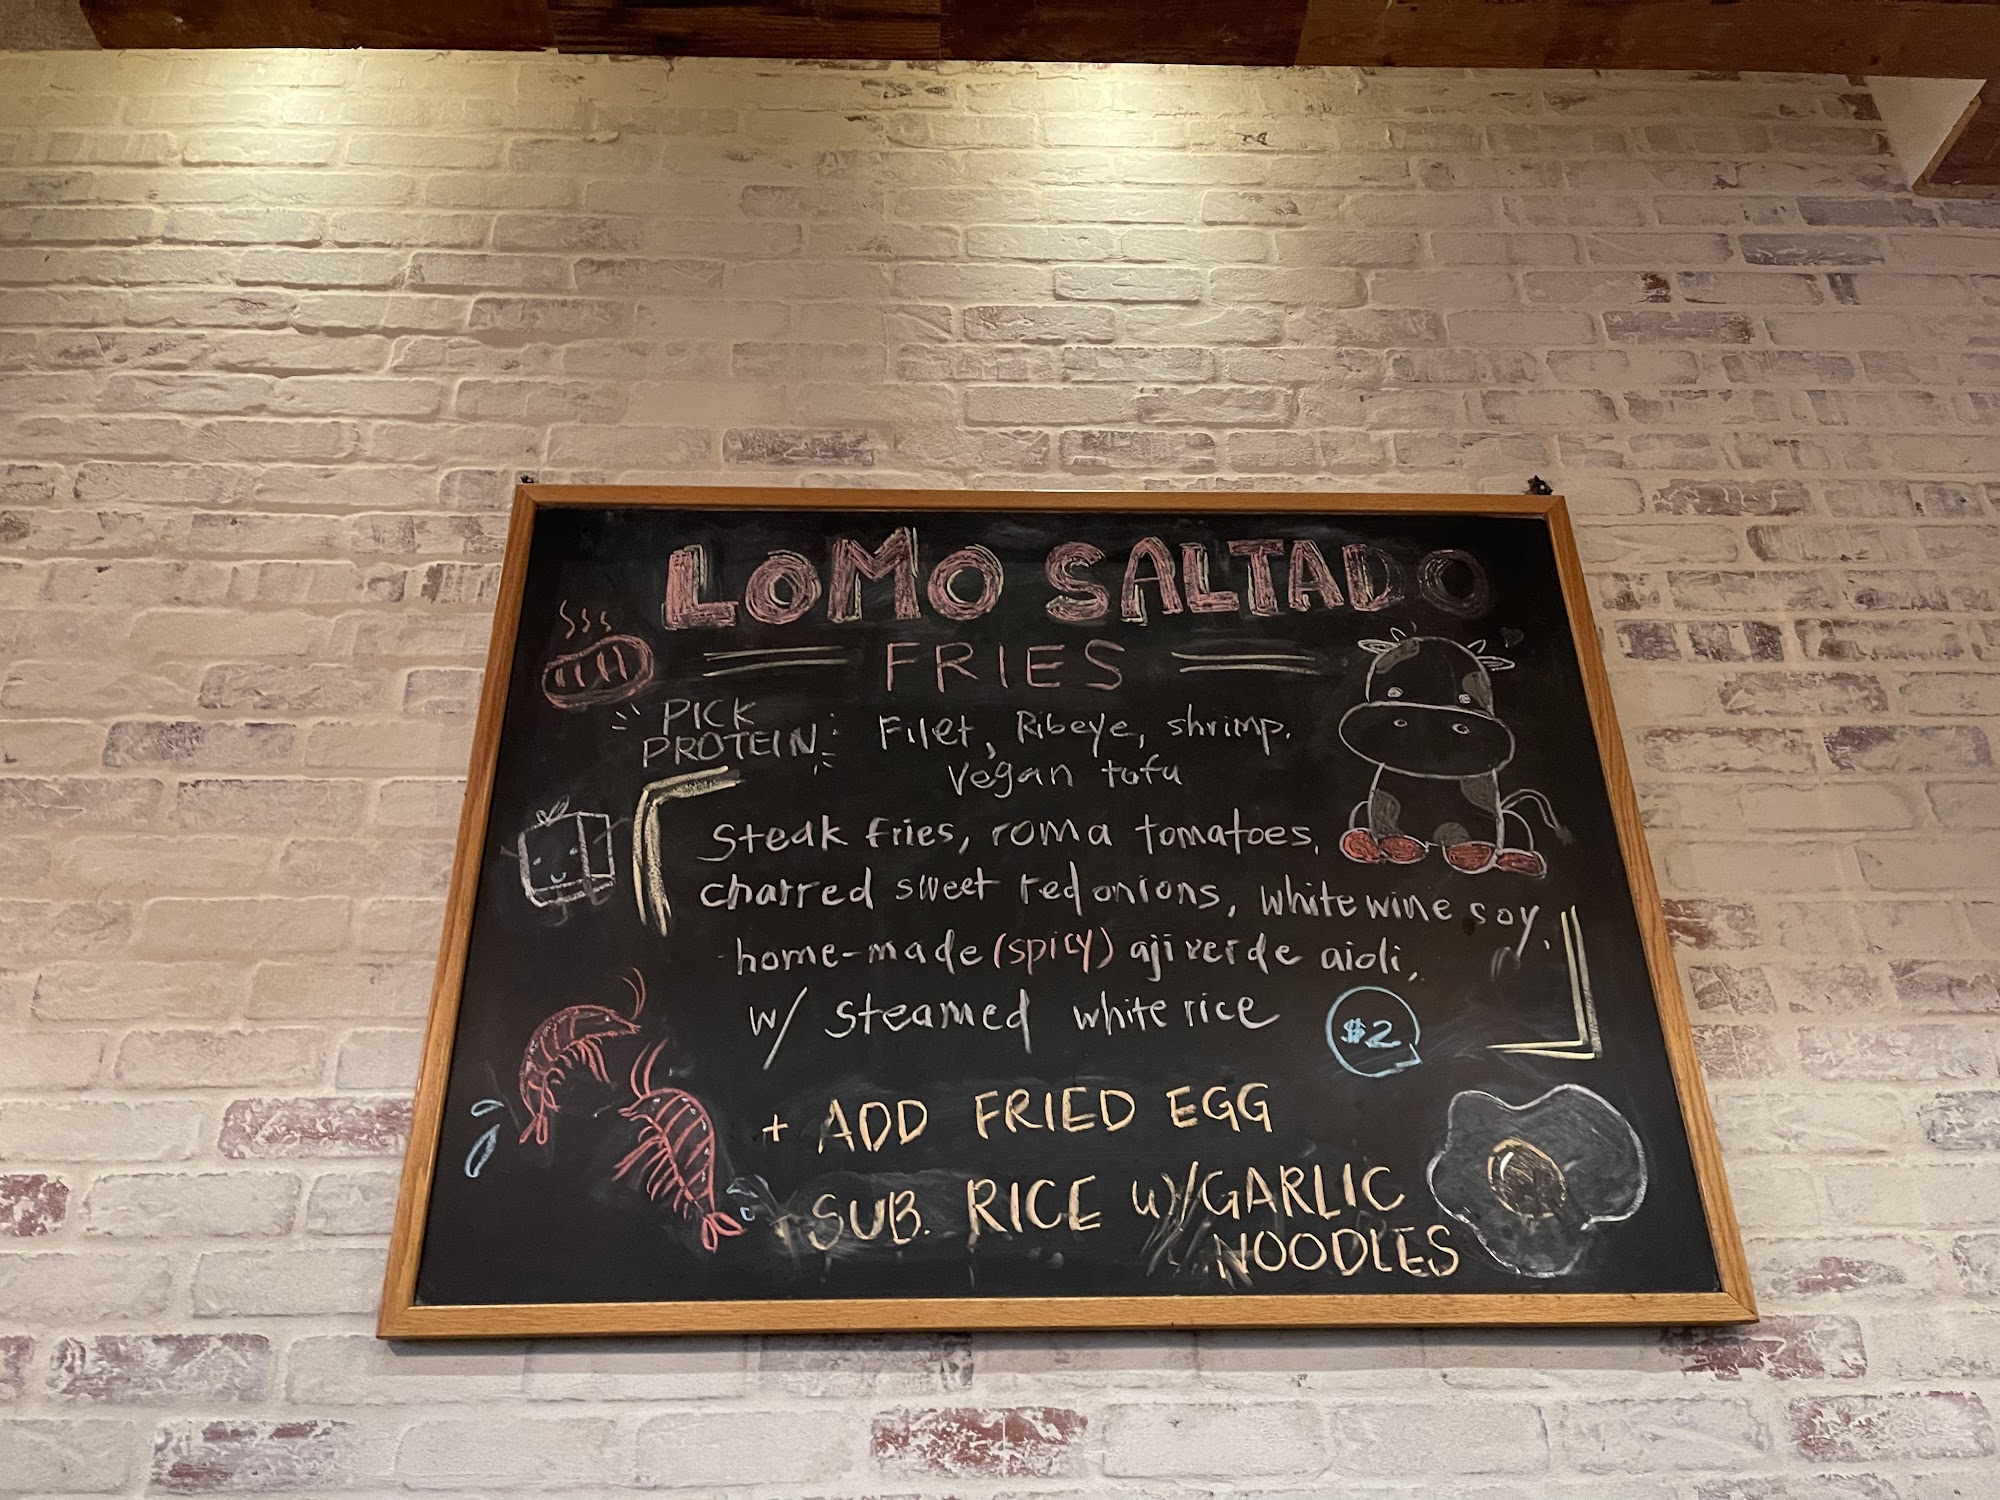 LOMO SALTADO
FRIES
PICK
PROTEIN: Filet, Ribeye, shrimp.
vegan tofu
Steak fries, roma tomatoes,
charred sweet red onions, white wine soy,
home-made (spicy) aji verde aioli,
w/ steamed white rice
$2
+ ADD FRIED EGG
SUB. RICE w/ GARLIC
NOODLES